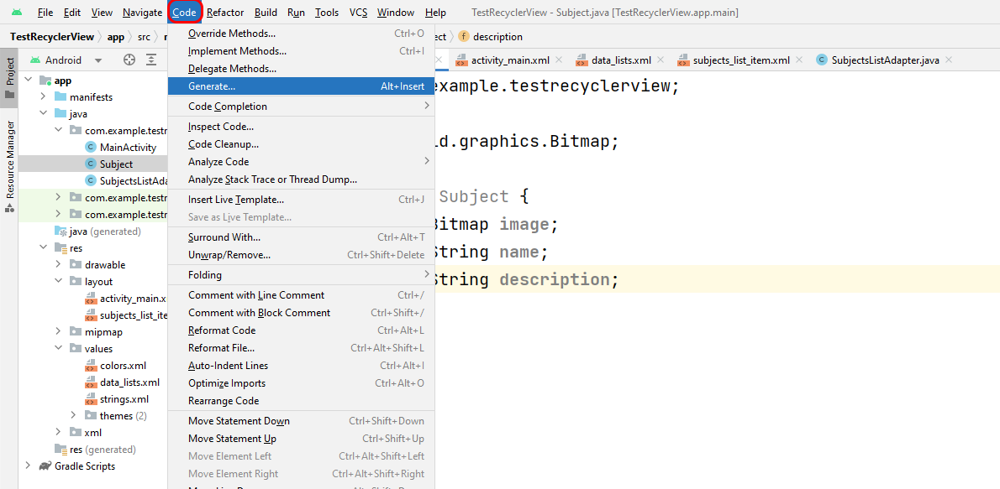 File Edit View Navigate Code Refactor Build Run Tools VCS Window Help TestRecyclerView - Subject.java [TestRecyclerView.app.main]
TestRecyclerView app src description
Android activity_main.xml data_lists.xml subjects_list_item.xml SubjectsListAdapter.java
Project
Resource Manager
app
manifests
java
com.example.testr
MainActivity
Subject
SubjectsListAda
com.example.testr
com.example.testr
java (generated)
res
drawable
layout
activity_main.x
subjects_list_ite
mipmap
values
colors.xml
data_lists.xml
strings.xml
themes (2)
xml
res (generated)
Gradle Scripts
Override Methods... Ctrl+O
Implement Methods... Ctrl+I
Delegate Methods...
Generate... Alt+Insert
Code Completion
Inspect Code...
Code Cleanup...
Analyze Code
Analyze Stack Trace or Thread Dump...
Insert Live Template... Ctrl+J
Save as Live Template...
Surround With... Ctrl+Alt+T
Unwrap/Remove... Ctrl+Shift+Delete
Folding
Comment with Line Comment Ctrl+/
Comment with Block Comment Ctrl+Shift+/
Reformat Code Ctrl+Alt+L
Reformat File... Ctrl+Alt+Shift+L
Auto-Indent Lines Ctrl+Alt+I
Optimize Imports Ctrl+Alt+O
Rearrange Code
Move Statement Down Ctrl+Shift+Down
Move Statement Up Ctrl+Shift+Up
Move Element Left Ctrl+Alt+Shift+Left
Move Element Right Ctrl+Alt+Shift+Right
example.testrecyclerview;
id.graphics.Bitmap;
Subject {
Bitmap image;
String name;
String description;